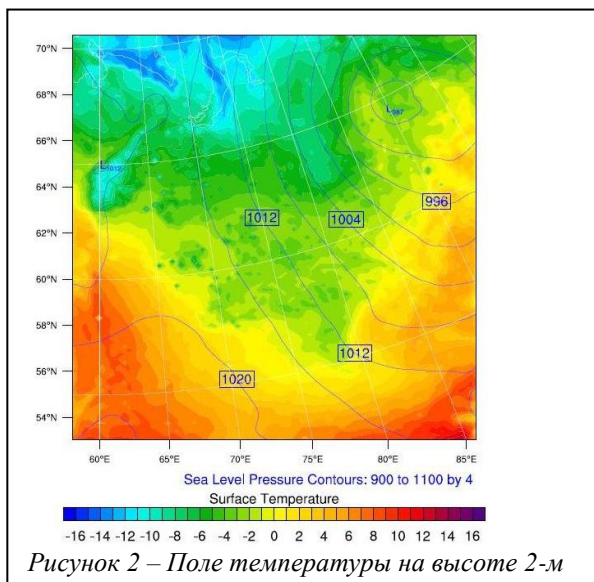 70°N
68°N
L987
66°N
L1012
64°N
996
1012
1004
62°N
60°N
58°N
1012
56°N
1020
54°N
60°E 65°E 70°E 75°E 80°E 85°E
Sea Level Pressure Contours: 900 to 1100 by 4
Surface Temperature
-16 -14 -12 -10 -8 -6 -4 -2 0 2 4 6 8 10 12 14 16
Рисунок 2 – Поле температуры на высоте 2-м